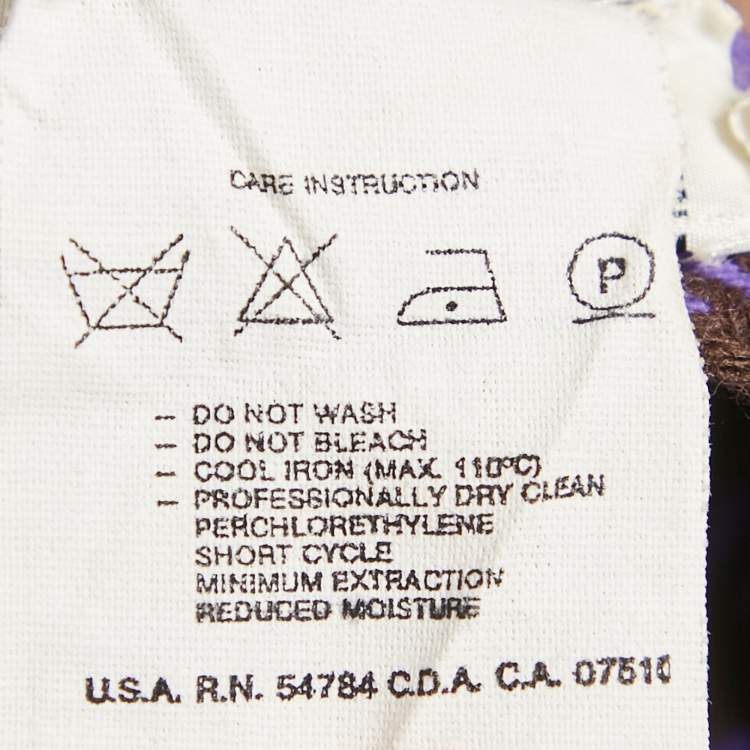 CARE INSTRUCTION
P
– DO NOT WASH
– DO NOT BLEACH
– COOL IRON (MAX. 110ºC)
– PROFESSIONALLY DRY CLEAN
PERCHLORETHYLENE
SHORT CYCLE
MINIMUM EXTRACTION
REDUCED MOISTURE
U.S.A. R.N. 54784 C.D.A. C.A. 07510